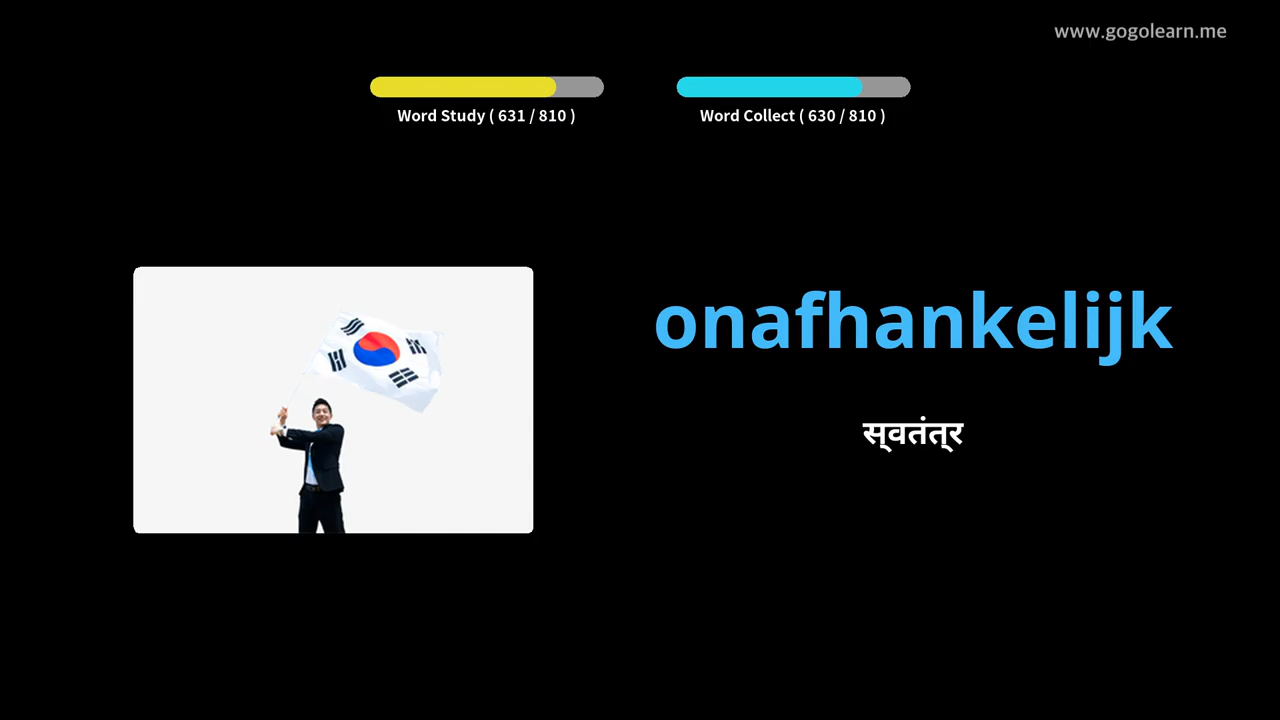 www.gogolearn.me
Word Study ( 631 / 810 )
Word Collect ( 630 / 810 )
onafhankelijk
स्वतंत्र